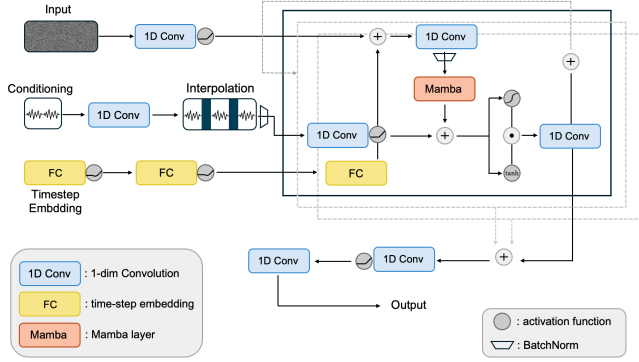 Input
1D Conv
1D Conv
Conditioning
Interpolation
Mamba
1D Conv
1D Conv
1D Conv
FC
FC
FC
tanh
Timestep
Embdding
1D Conv
1D Conv
Output
1D Conv : 1-dim Convolution
FC : time-step embedding
Mamba : Mamba layer
: activation function
: BatchNorm